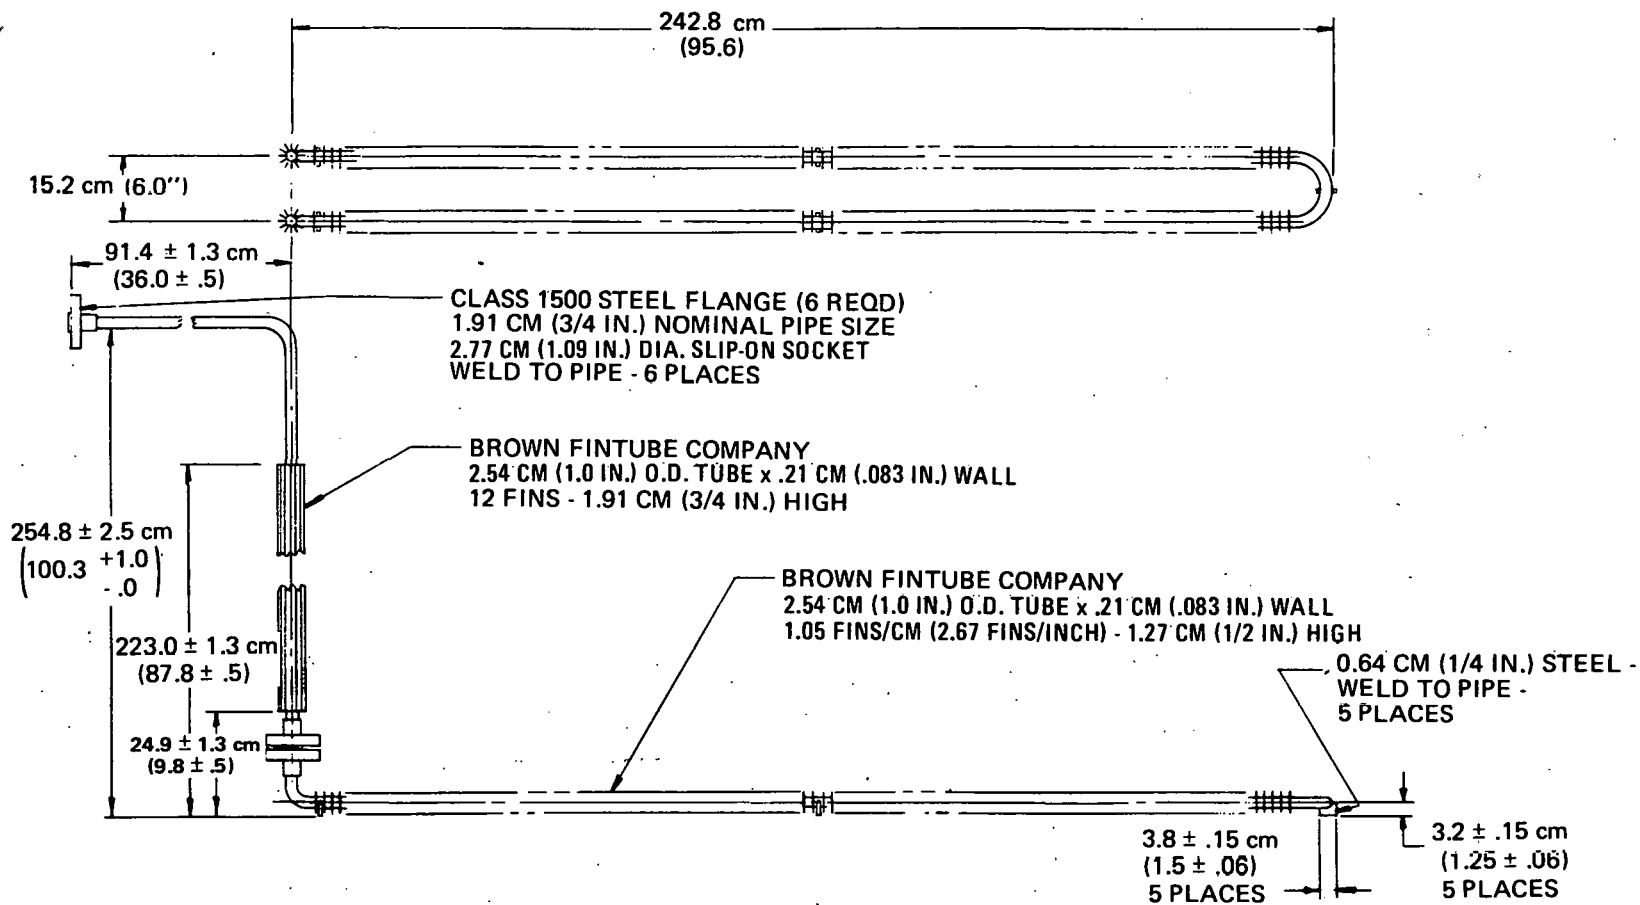 242.8 cm
(95.6)
15.2 cm (6.0'')
91.4 ± 1.3 cm
(36.0 ± .5)
CLASS 1500 STEEL FLANGE (6 REQD)
1.91 CM (3/4 IN.) NOMINAL PIPE SIZE
2.77 CM (1.09 IN.) DIA. SLIP-ON SOCKET
WELD TO PIPE - 6 PLACES
BROWN FINTUBE COMPANY
2.54 CM (1.0 IN.) O.D. TUBE x .21 CM (.083 IN.) WALL
12 FINS - 1.91 CM (3/4 IN.) HIGH
254.8 ± 2.5 cm
(100.3 +1.0
- .0)
BROWN FINTUBE COMPANY
2.54 CM (1.0 IN.) O.D. TUBE x .21 CM (.083 IN.) WALL
1.05 FINS/CM (2.67 FINS/INCH) - 1.27 CM (1/2 IN.) HIGH
223.0 ± 1.3 cm
(87.8 ± .5)
0.64 CM (1/4 IN.) STEEL -
WELD TO PIPE -
5 PLACES
24.9 ± 1.3 cm
(9.8 ± .5)
3.8 ± .15 cm
(1.5 ± .06)
5 PLACES
3.2 ± .15 cm
(1.25 ± .06)
5 PLACES